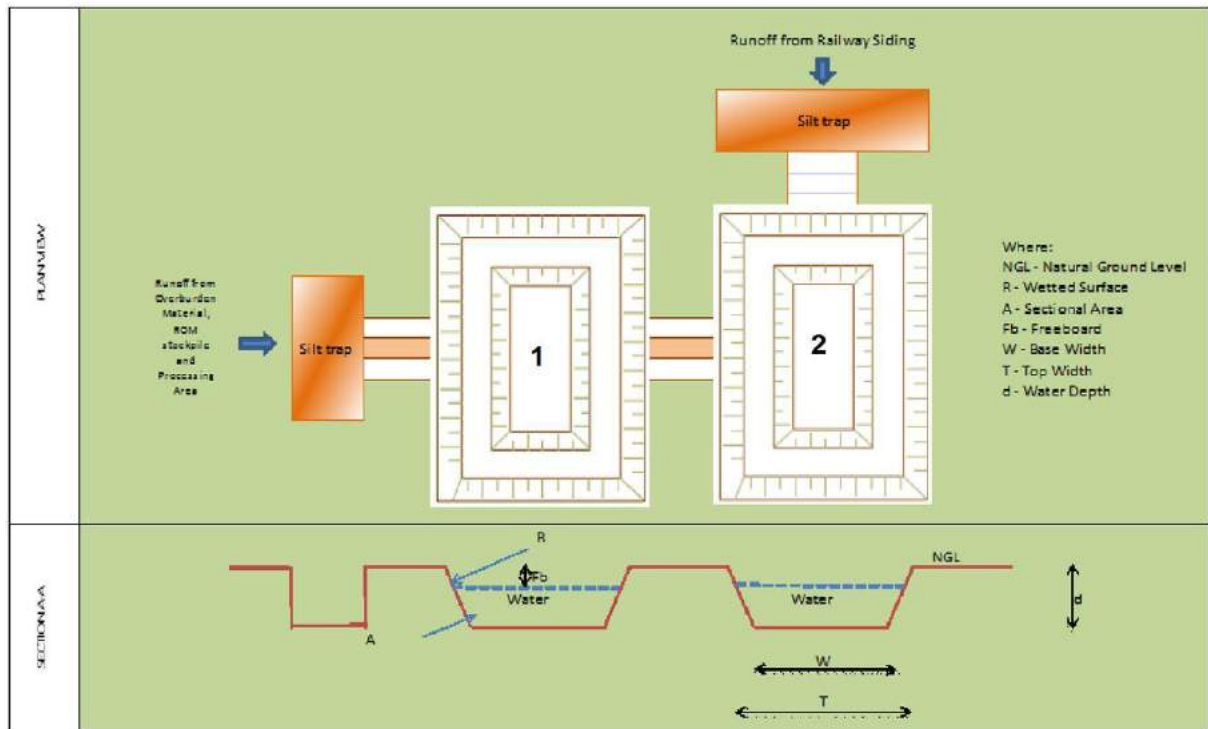 PLAN VIEW
Runoff from Railway Siding
Silt trap
Runoff from
Overburden
Material,
ROM
stockpile
and
Processing
Area
Silt trap
1
2
Where:
NGL - Natural Ground Level
R - Wetted Surface
A - Sectional Area
Fb - Freeboard
W - Base Width
T - Top Width
d - Water Depth
SECTION A-A
R
Fb
NGL
Water
Water
d
A
W
T